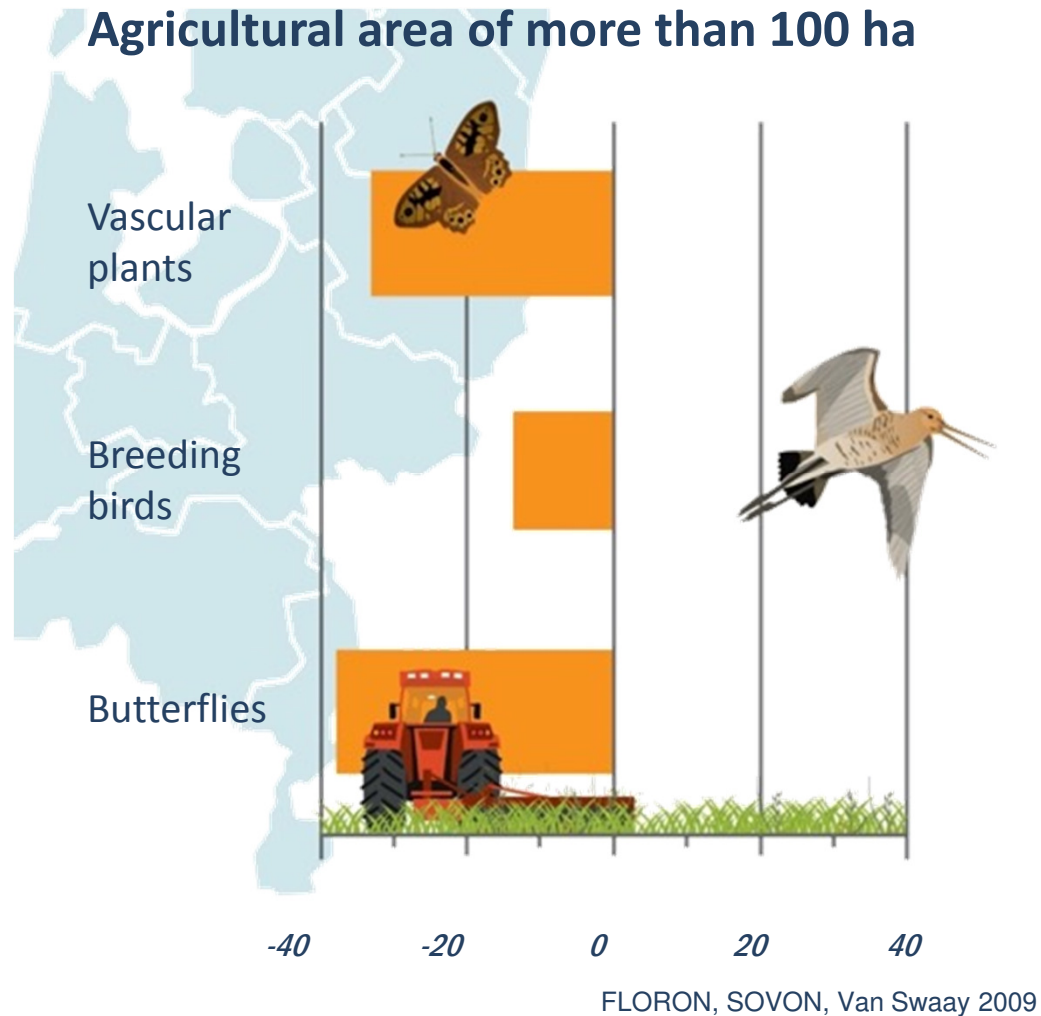 Agricultural area of more than 100 ha
Vascular
plants
Breeding
birds
Butterflies
-40 -20 0 20 40
FLORON, SOVON, Van Swaay 2009